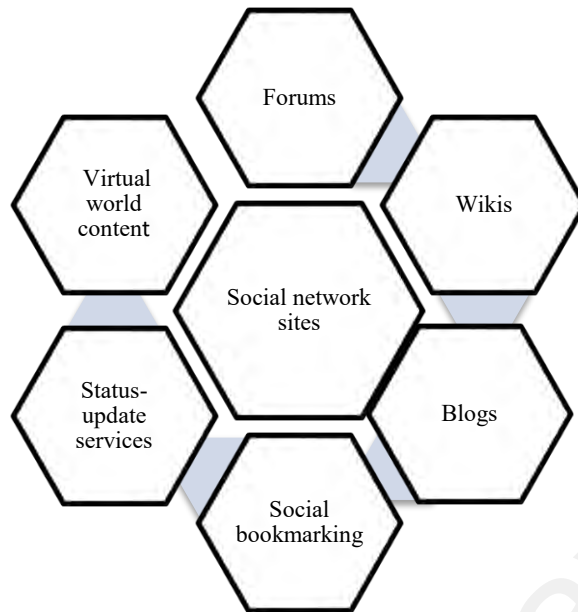 Forums
Wikis
Blogs
Social
bookmarking
Status-
update
services
Virtual
world
content
Social network
sites